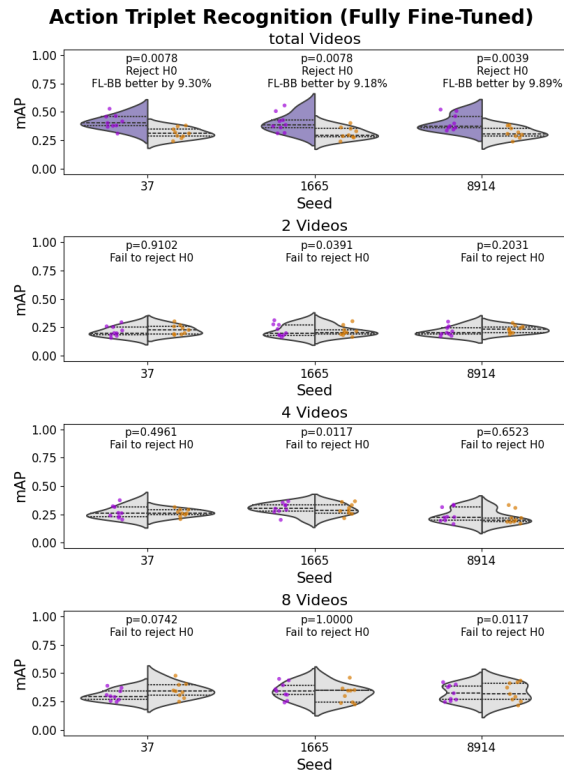 Action Triplet Recognition (Fully Fine-Tuned)
total Videos
mAP
1.00
0.75
0.50
0.25
0.00
p=0.0078
Reject H0
FL-BB better by 9.30%
p=0.0078
Reject H0
FL-BB better by 9.18%
p=0.0039
Reject H0
FL-BB better by 9.89%
37
1665
8914
Seed
2 Videos
mAP
1.00
0.75
0.50
0.25
0.00
p=0.9102
Fail to reject H0
p=0.0391
Fail to reject H0
p=0.2031
Fail to reject H0
37
1665
8914
Seed
4 Videos
mAP
1.00
0.75
0.50
0.25
0.00
p=0.4961
Fail to reject H0
p=0.0117
Fail to reject H0
p=0.6523
Fail to reject H0
37
1665
8914
Seed
8 Videos
mAP
1.00
0.75
0.50
0.25
0.00
p=0.0742
Fail to reject H0
p=1.0000
Fail to reject H0
p=0.0117
Fail to reject H0
37
1665
8914
Seed